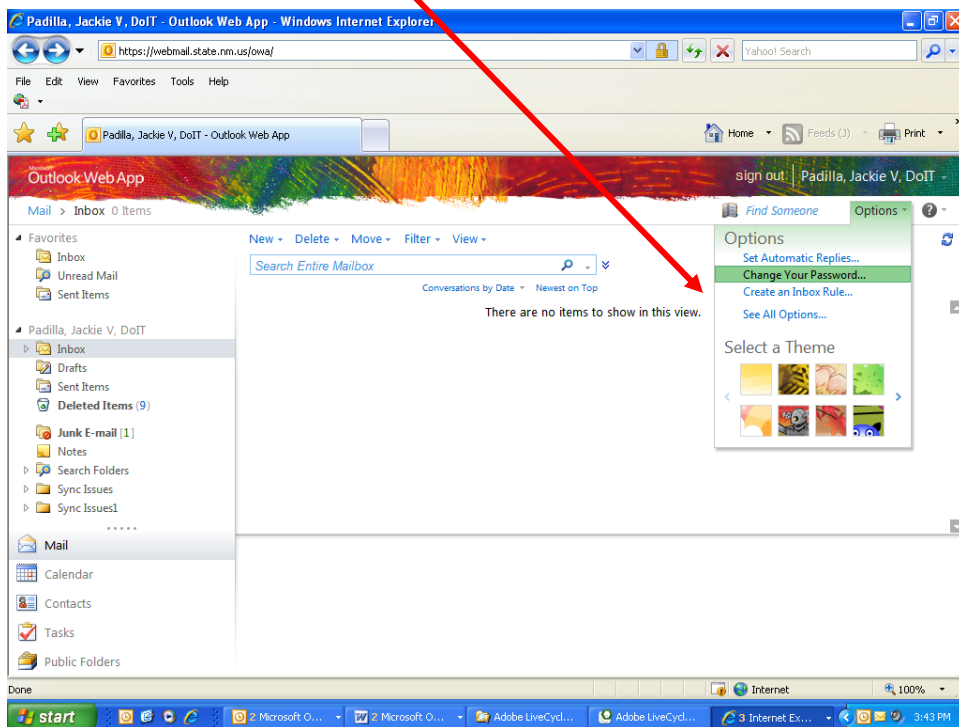 Padilla, Jackie V, DoIT - Outlook Web App - Windows Internet Explorer
https://webmail.state.nm.us/owa/
Yahoo! Search
File Edit View Favorites Tools Help
Padilla, Jackie V, DoIT - Outlook Web App
Home Feeds (J) Print
Microsoft
Outlook Web App
sign out | Padilla, Jackie V, DoIT
Mail > Inbox 0 Items
Find Someone Options
Favorites
Inbox
Unread Mail
Sent Items
Padilla, Jackie V, DoIT
Inbox
Drafts
Sent Items
Deleted Items (9)
Junk E-mail [1]
Notes
Search Folders
Sync Issues
Sync Issues1
Mail
Calendar
Contacts
Tasks
Public Folders
New Delete Move Filter View
Search Entire Mailbox
Conversations by Date Newest on Top
There are no items to show in this view.
Options
Set Automatic Replies...
Change Your Password...
Create an Inbox Rule...
See All Options...
Select a Theme
Done
Internet 100%
start 2 Microsoft O... 2 Microsoft O... Adobe LiveCycl... Adobe LiveCycl... 3 Internet Ex... 3:43 PM